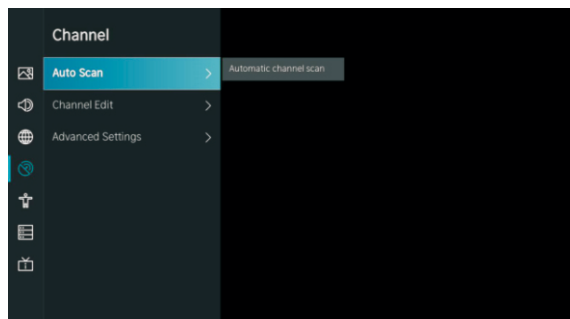 Channel
Auto Scan
Automatic channel scan
Channel Edit
Advanced Settings